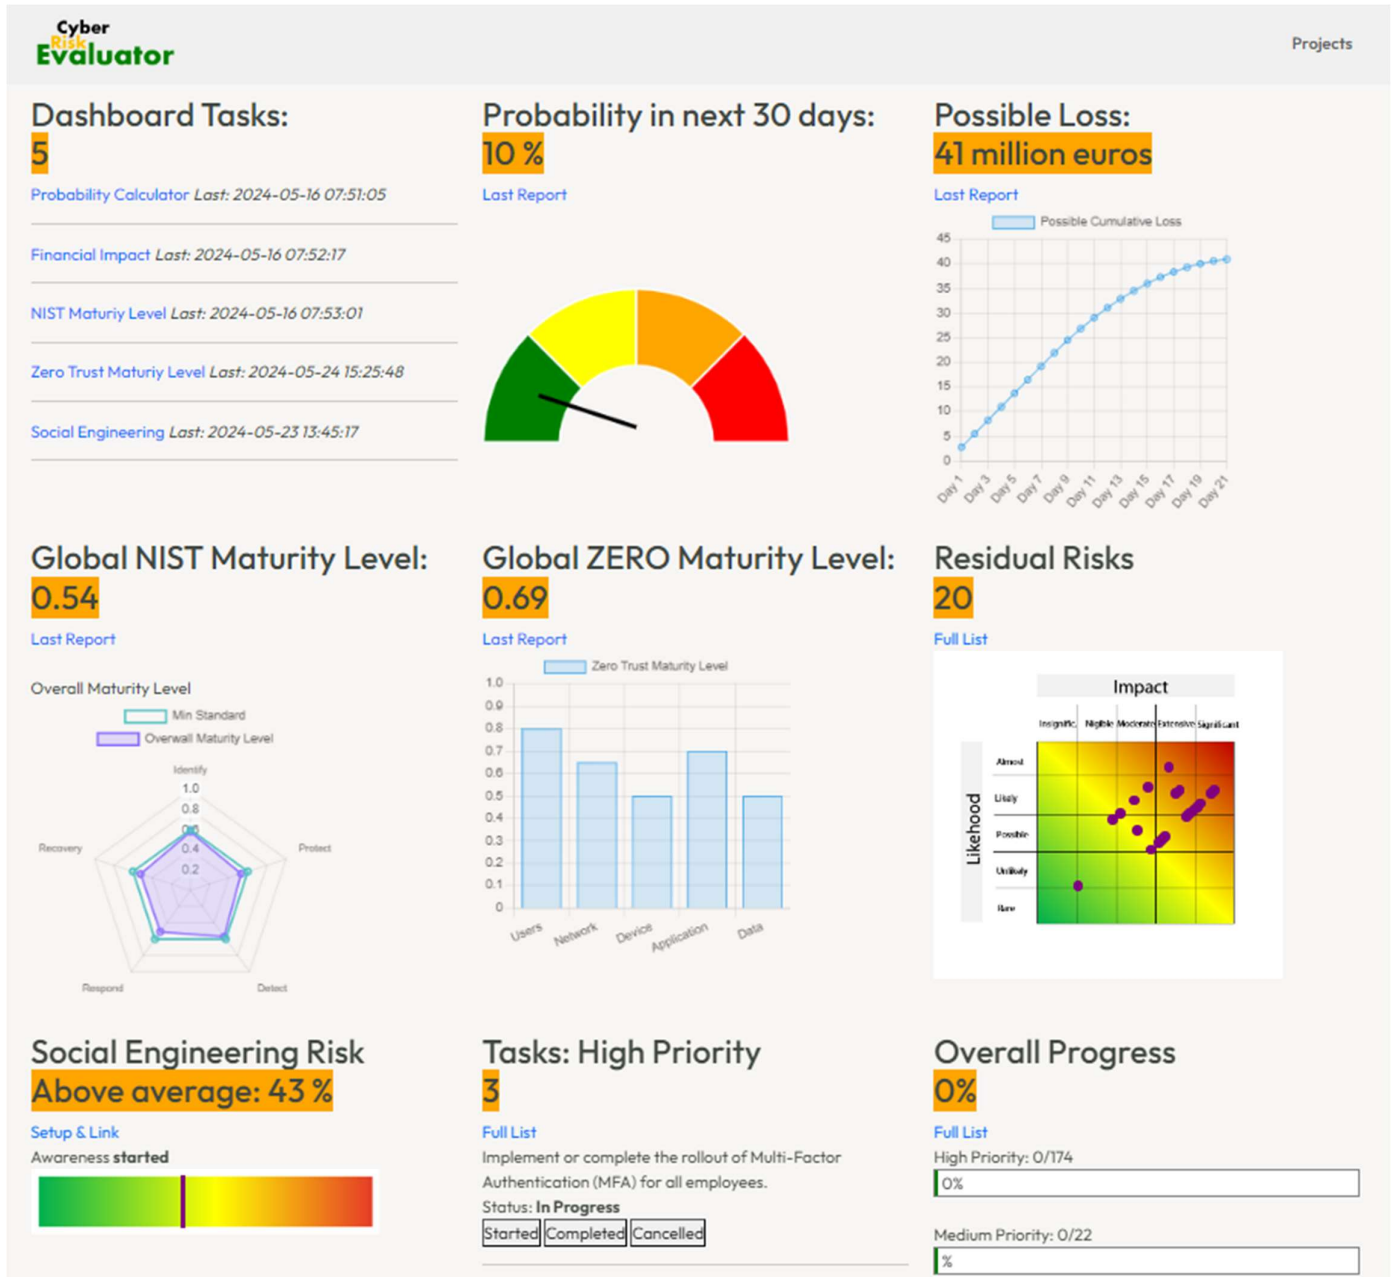 Cyber
Risk
Evaluator
Projects
Dashboard Tasks:
5
Probability Calculator Last: 2024-05-16 07:51:05
Financial Impact Last: 2024-05-16 07:52:17
NIST Maturiy Level Last: 2024-05-16 07:53:01
Zero Trust Maturiy Level Last: 2024-05-24 15:25:48
Social Engineering Last: 2024-05-23 13:45:17
Probability in next 30 days:
10 %
Last Report
Possible Loss:
41 million euros
Last Report
Possible Cumulative Loss
45
40
35
30
25
20
15
10
5
0
Day 1 Day 3 Day 5 Day 7 Day 9 Day 11 Day 13 Day 15 Day 17 Day 19 Day 21
Global NIST Maturity Level:
0.54
Last Report
Overall Maturity Level
Min Standard
Overwall Maturity Level
Identify
1.0
0.8
0.6
0.4
0.2
Recovery
Protect
Respond
Detect
Global ZERO Maturity Level:
0.69
Last Report
Zero Trust Maturity Level
1.0
0.9
0.8
0.7
0.6
0.5
0.4
0.3
0.2
0.1
0
Users Network Device Application Data
Residual Risks
20
Full List
Impact
Insignific. Nigible Moderate Extensive Significant
Likehood
Almost
Likaly
Possible
Unlikaly
Rare
Social Engineering Risk
Above average: 43 %
Setup & Link
Awareness started
Tasks: High Priority
3
Full List
Implement or complete the rollout of Multi-Factor
Authentication (MFA) for all employees.
Status: In Progress
Started Completed Cancelled
Overall Progress
0%
Full List
High Priority: 0/174
0%
Medium Priority: 0/22
%